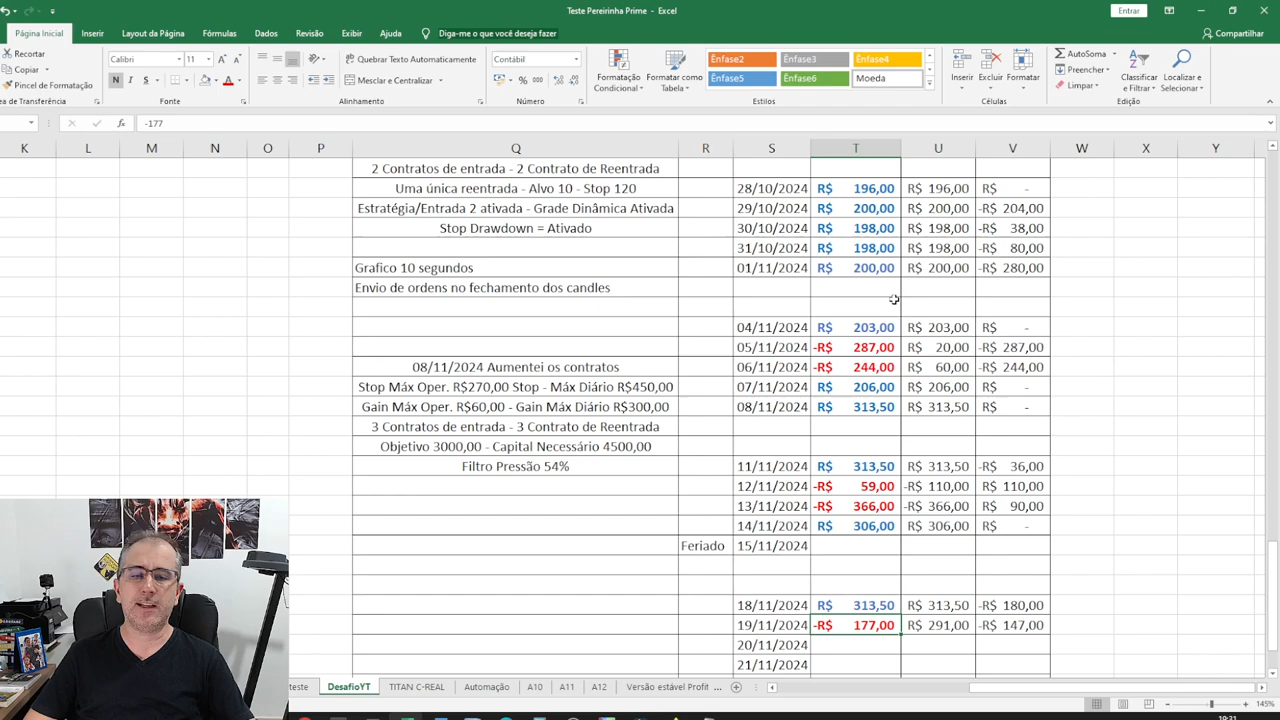 Teste Pereirinha Prime - Excel
Entrar
Página Inicial Inserir Layout da Página Fórmulas Dados Revisão Exibir Ajuda Diga-me o que você deseja fazer Compartilhar
Recortar
Copiar
Pincel de Formatação
Calibri 11
N I S
Quebrar Texto Automaticamente
Mesclar e Centralizar
Contábil
% 000
Formatação Condicional
Formatar como Tabela
Ênfase2 Ênfase3 Ênfase4
Ênfase5 Ênfase6 Moeda
Inserir Excluir Formatar
AutoSoma
Preencher
Limpar
Classificar e Filtrar
Localizar e Selecionar
a de Transferência Fonte Alinhamento Número Estilos Células Edição
fx -177
K L M N O P Q R S T U V W X Y
2 Contratos de entrada - 2 Contrato de Reentrada
Uma única reentrada - Alvo 10 - Stop 120 28/10/2024 R$ 196,00 R$ 196,00 R$ -
Estratégia/Entrada 2 ativada - Grade Dinâmica Ativada 29/10/2024 R$ 200,00 R$ 200,00 -R$ 204,00
Stop Drawdown = Ativado 30/10/2024 R$ 198,00 R$ 198,00 -R$ 38,00
31/10/2024 R$ 198,00 R$ 198,00 -R$ 80,00
Grafico 10 segundos 01/11/2024 R$ 200,00 R$ 200,00 -R$ 280,00
Envio de ordens no fechamento dos candles
04/11/2024 R$ 203,00 R$ 203,00 R$ -
05/11/2024 -R$ 287,00 R$ 20,00 -R$ 287,00
08/11/2024 Aumentei os contratos 06/11/2024 -R$ 244,00 R$ 60,00 -R$ 244,00
Stop Máx Oper. R$270,00 Stop - Máx Diário R$450,00 07/11/2024 R$ 206,00 R$ 206,00 R$ -
Gain Máx Oper. R$60,00 - Gain Máx Diário R$300,00 08/11/2024 R$ 313,50 R$ 313,50 R$ -
3 Contratos de entrada - 3 Contrato de Reentrada
Objetivo 3000,00 - Capital Necessário 4500,00
Filtro Pressão 54% 11/11/2024 R$ 313,50 R$ 313,50 -R$ 36,00
12/11/2024 -R$ 59,00 -R$ 110,00 -R$ 110,00
13/11/2024 -R$ 366,00 -R$ 366,00 -R$ 90,00
14/11/2024 R$ 306,00 R$ 306,00 R$ -
Feriado 15/11/2024
18/11/2024 R$ 313,50 R$ 313,50 -R$ 180,00
19/11/2024 -R$ 177,00 R$ 291,00 -R$ 147,00
20/11/2024
21/11/2024
teste DesafioYT TITAN C-REAL Automação A10 A11 A12 Versão estável Profit ...
145%